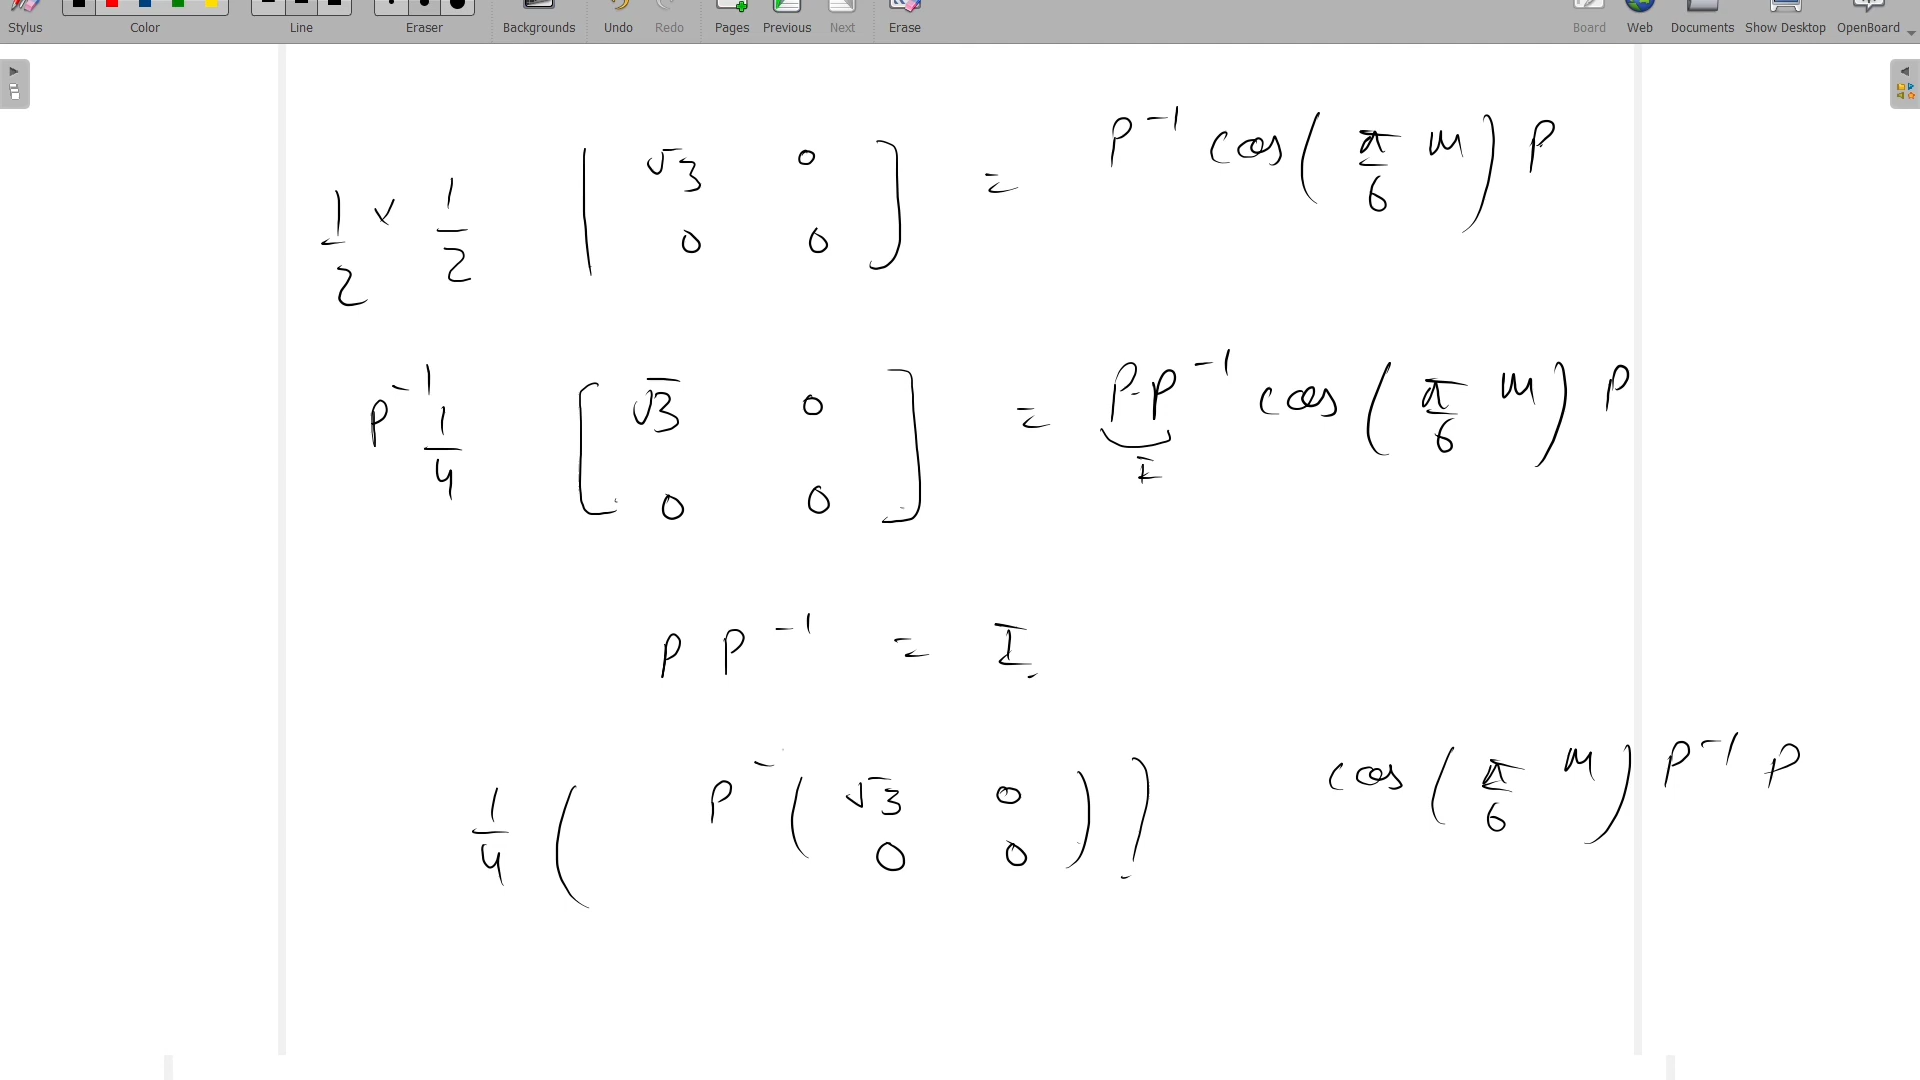 Stylus Color Line Eraser Backgrounds Undo Redo Pages Previous Next Erase Board Web Documents Show Desktop OpenBoard
1/2 × 1/2 [ √3 0 ; 0 0 ] = P⁻¹ cos( π/6 M ) P
P⁻¹ 1/4 [ √3 0 ; 0 0 ] = P·P⁻¹ cos( π/6 M ) P
I
P P⁻¹ = I
1/4 ( P⁻ ( √3 0 ; 0 0 ) ) cos( π/6 M ) P⁻¹ P